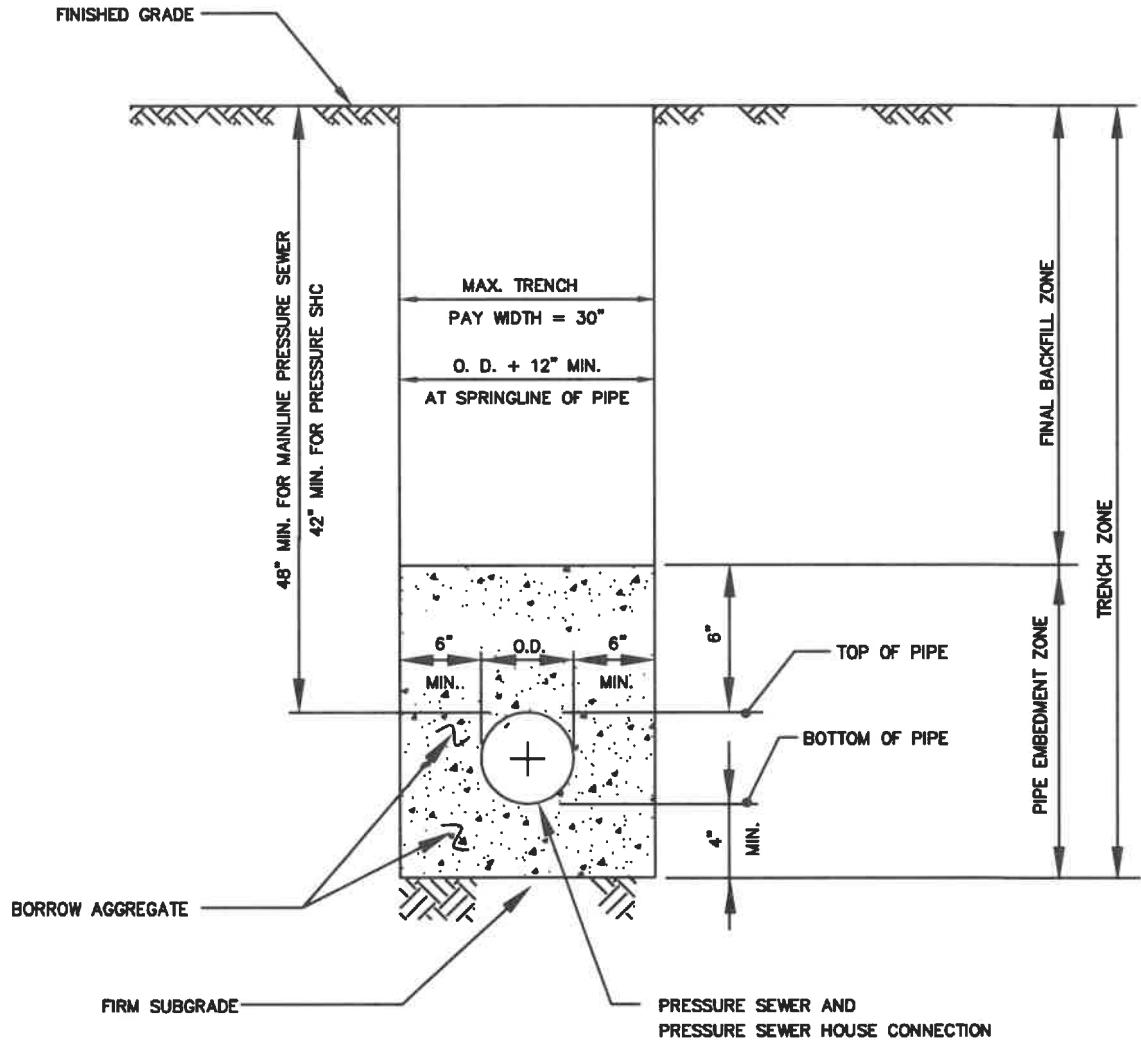 FINISHED GRADE
48" MIN. FOR MAINLINE PRESSURE SEWER
42" MIN. FOR PRESSURE SHC
MAX. TRENCH
PAY WIDTH = 30"
O. D. + 12" MIN.
AT SPRINGLINE OF PIPE
FINAL BACKFILL ZONE
TRENCH ZONE
6"
MIN.
O.D.
6"
MIN.
6"
TOP OF PIPE
BOTTOM OF PIPE
PIPE EMBEDMENT ZONE
4"
MIN.
BORROW AGGREGATE
FIRM SUBGRADE
PRESSURE SEWER AND
PRESSURE SEWER HOUSE CONNECTION